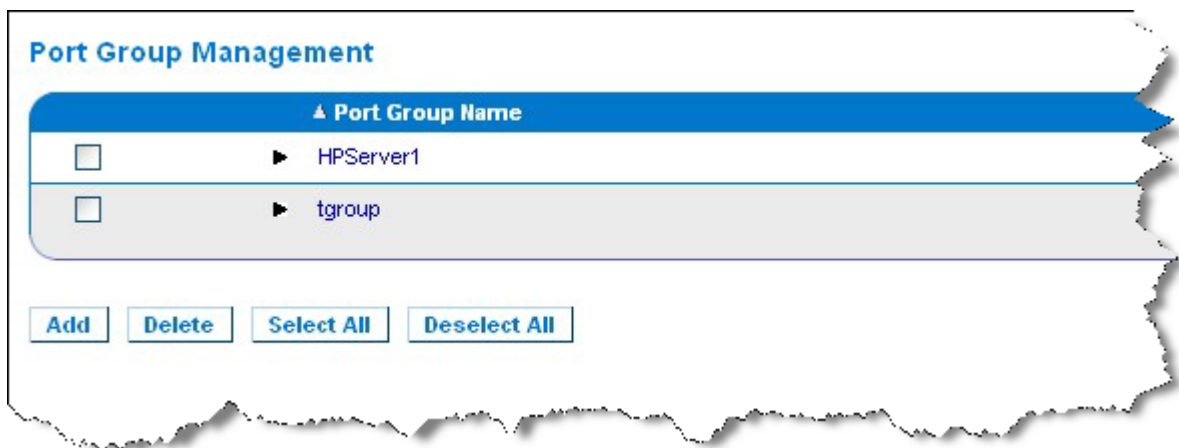 Port Group Management
Port Group Name
HPServer1
tgroup
Add Delete Select All Deselect All